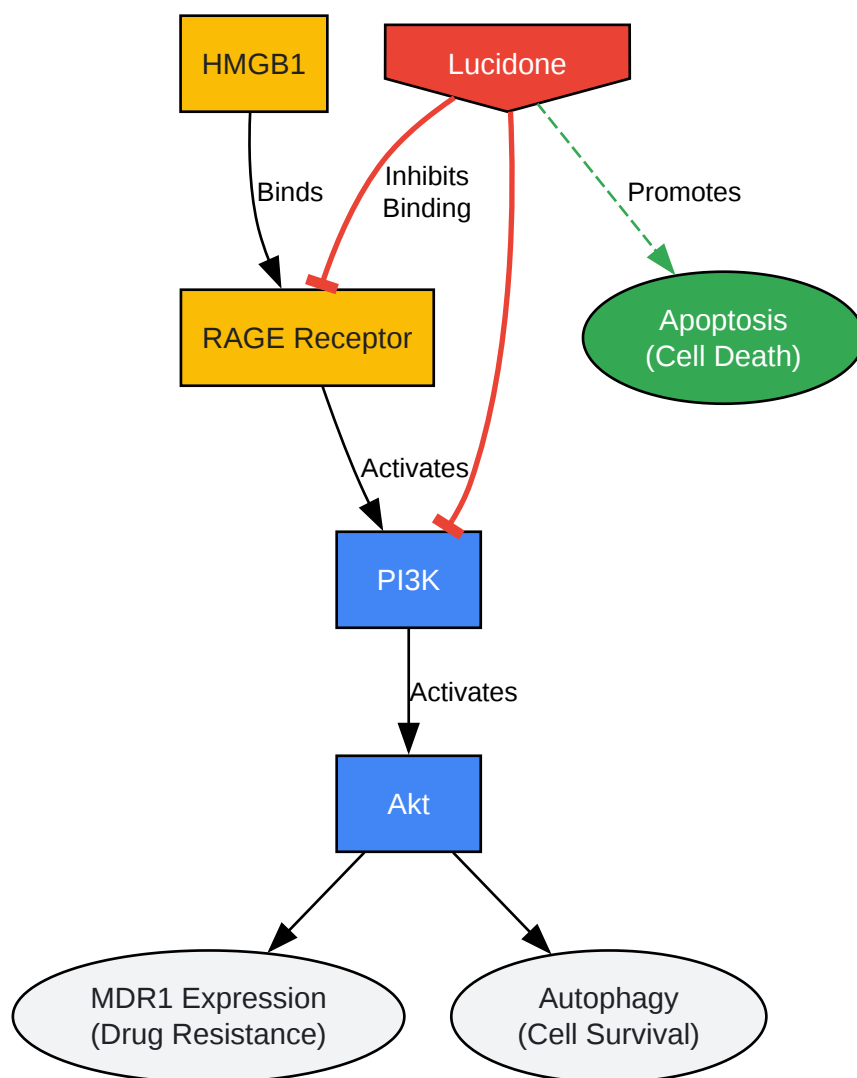 HMGB1
Lucidone
Binds
Inhibits
Binding
Promotes
RAGE Receptor
Apoptosis
(Cell Death)
Activates
PI3K
Activates
Akt
MDR1 Expression
(Drug Resistance)
Autophagy
(Cell Survival)